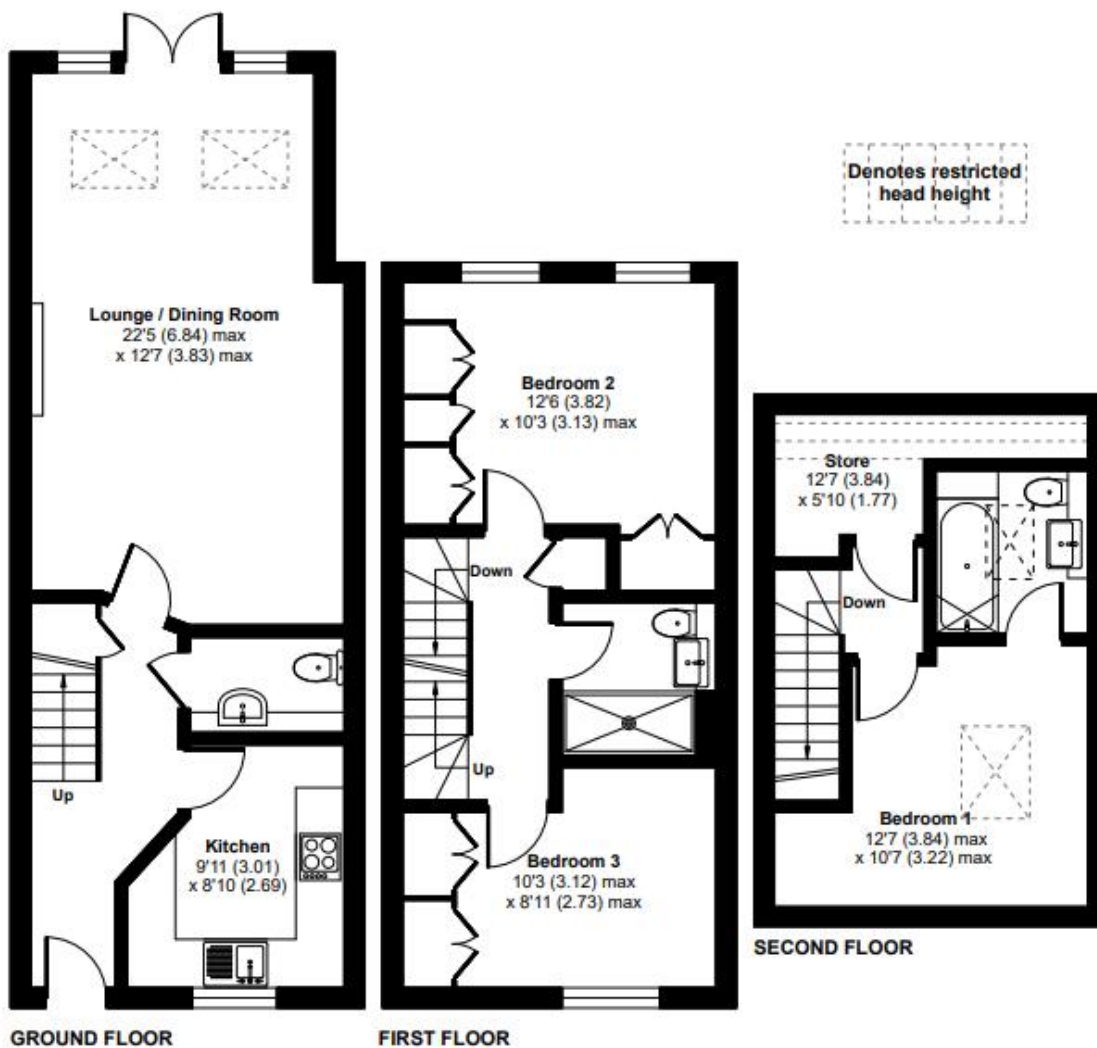 Lounge / Dining Room
22'5 (6.84) max
x 12'7 (3.83) max
Up
Kitchen
9'11 (3.01)
x 8'10 (2.69)
GROUND FLOOR
Bedroom 2
12'6 (3.82)
x 10'3 (3.13) max
Down
Up
Bedroom 3
10'3 (3.12) max
x 8'11 (2.73) max
FIRST FLOOR
Denotes restricted
head height
Store
12'7 (3.84)
x 5'10 (1.77)
Down
Bedroom 1
12'7 (3.84) max
x 10'7 (3.22) max
SECOND FLOOR